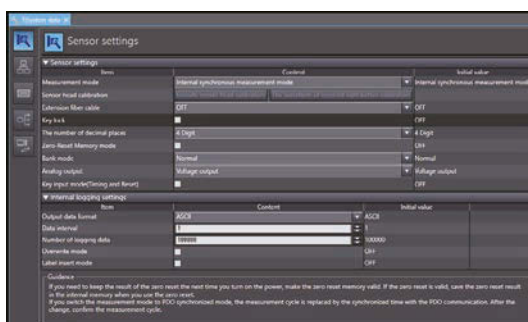 System data
Sensor settings
▼ Sensor settings
Item Content Initial value
Measurement mode Internal synchronous measurement mode Internal synchronous measurement mode
Sensor head calibration
Extension fiber cable OFF OFF
Key lock OFF
The number of decimal places 4 Digit 4 Digit
Zero-Reset Memory mode OFF
Bank mode Normal Normal
Analog output Voltage output Voltage output
Key input mode(Timing and Reset) OFF
▼ Internal logging settings
Item Content Initial value
Output data format ASCII ASCII
Data interval 1 1
Number of logging data 100000 100000
Overwrite mode OFF
Label insert mode OFF
Guidance
If you need to keep the result of the zero reset the next time you turn on the power, make the zero reset memory valid. If the zero reset is valid, save the zero reset result
in the internal memory when you use the zero reset.
If you switch the measurement mode to PDO synchronized mode, the measurement cycle is replaced by the synchronized time with the PDO communication. After the
change, confirm the measurement cycle.